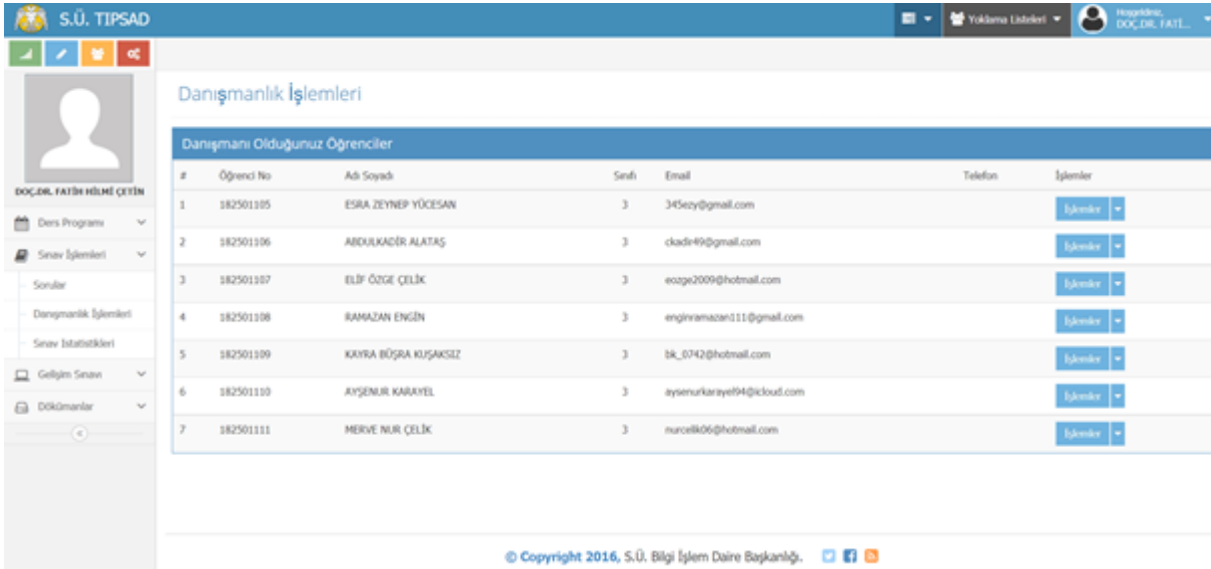 S.Ü. TIPSAD
Yoklama Listeleri
Hoşgeldiniz,
DOÇ.DR. FATİ...
DOÇ.DR. FATİH HİLMİ ÇETİN
Ders Programı
Sınav İşlemleri
Sorular
Danışmanlık İşlemleri
Sınav İstatistikleri
Gelişim Sınavı
Dökümanlar
Danışmanlık İşlemleri
Danışmanı Olduğunuz Öğrenciler
# Öğrenci No Adı Soyadı Sınıfı Email Telefon İşlemler
1 182501105 ESRA ZEYNEP YÜCESAN 3 345ezy@gmail.com İşlemler
2 182501106 ABDULKADİR ALATAŞ 3 ckadir49@gmail.com İşlemler
3 182501107 ELİF ÖZGE ÇELİK 3 eozge2009@hotmail.com İşlemler
4 182501108 RAMAZAN ENGİN 3 enginramazan111@gmail.com İşlemler
5 182501109 KAYRA BÜŞRA KUŞAKSIZ 3 bk_0742@hotmail.com İşlemler
6 182501110 AYŞENUR KARAYEL 3 aysenurkarayel94@icloud.com İşlemler
7 182501111 MERVE NUR ÇELİK 3 nurcelik06@hotmail.com İşlemler
© Copyright 2016, S.Ü. Bilgi İşlem Daire Başkanlığı.